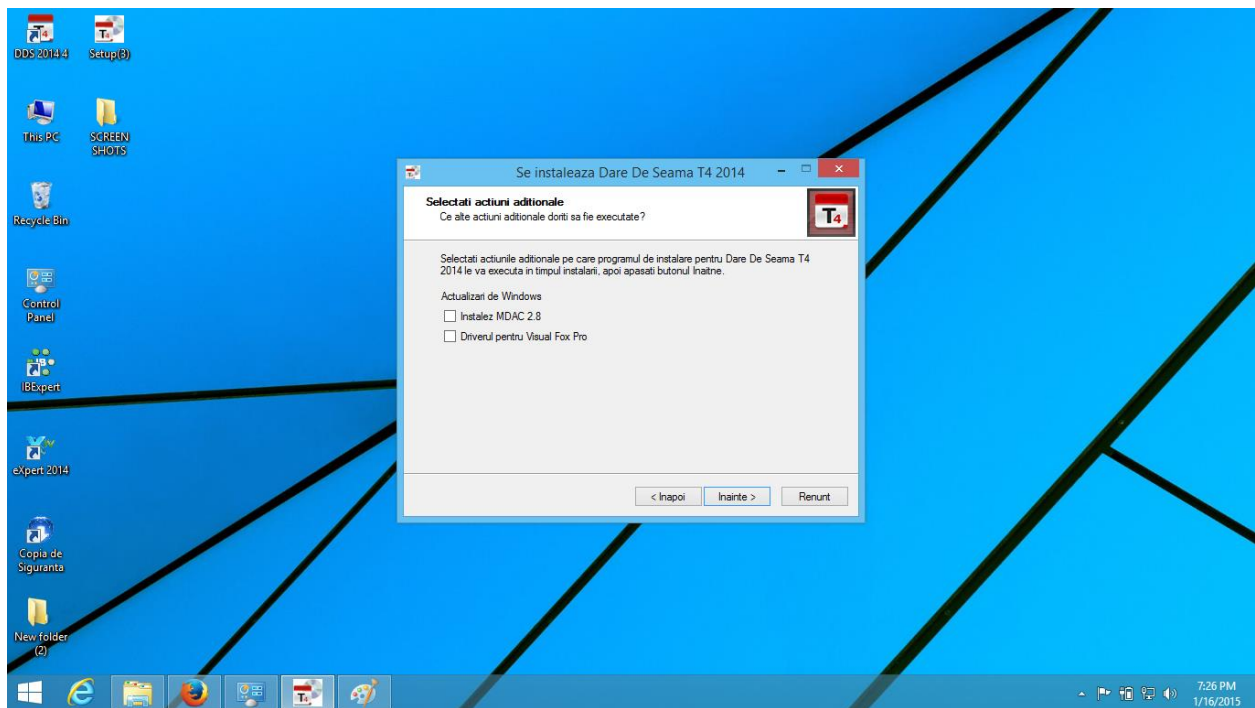 DDS 2014 4
Setup(3)
This PC
SCREEN
SHOTS
Recycle Bin
Control
Panel
IBExpert
eXpert 2014
Copia de
Siguranta
New folder
(2)
Se instaleaza Dare De Seama T4 2014
Selectati actiuni aditionale
Ce alte actiuni aditionale doriti sa fie executate?
T4
Selectati actiunile aditionale pe care programul de instalare pentru Dare De Seama T4
2014 le va executa in timpul instalarii, apoi apasati butonul Inaitne.
Actualizari de Windows
Instalez MDAC 2.8
Driverul pentru Visual Fox Pro
< Inapoi
Inainte >
Renunt
7:26 PM
1/16/2015